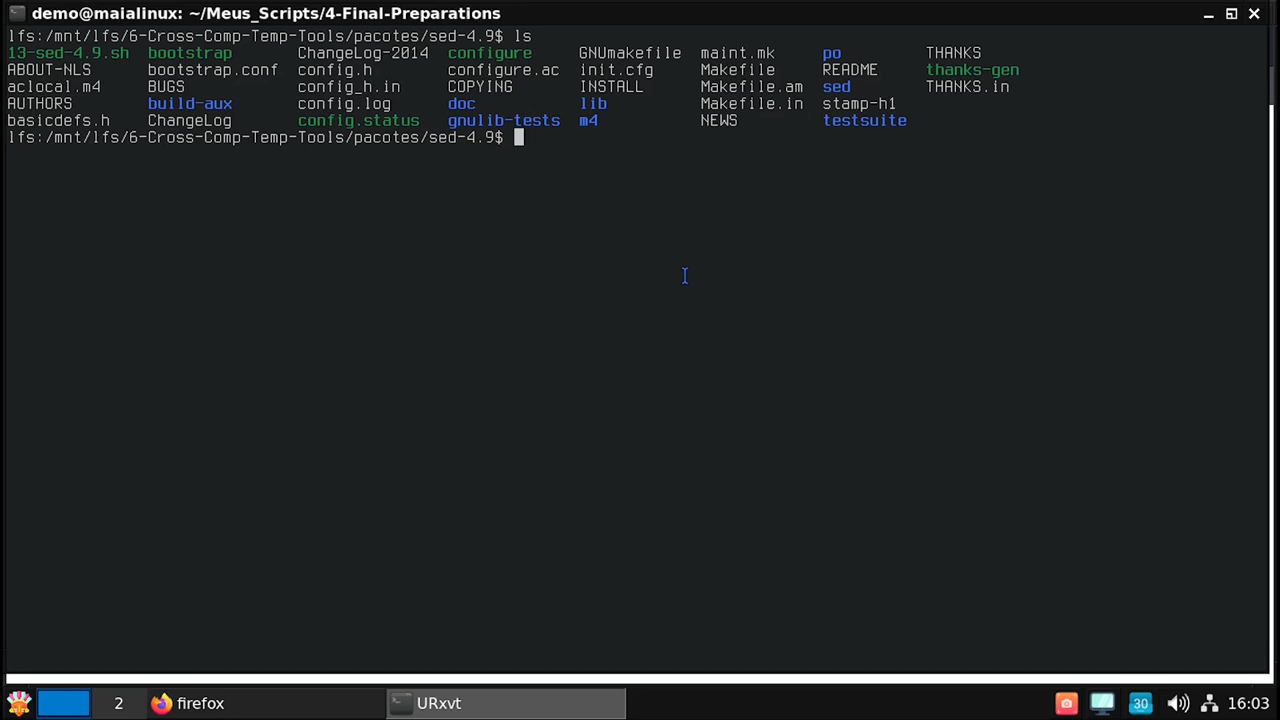 demo@maialinux: ~/Meus_Scripts/4-Final-Preparations
lfs:/mnt/lfs/6-Cross-Comp-Temp-Tools/pacotes/sed-4.9$ ls
13-sed-4.9.sh bootstrap ChangeLog-2014 configure GNUmakefile maint.mk po THANKS
ABOUT-NLS bootstrap.conf config.h configure.ac init.cfg Makefile README thanks-gen
aclocal.m4 BUGS config_h.in COPYING INSTALL Makefile.am sed THANKS.in
AUTHORS build-aux config.log doc lib Makefile.in stamp-h1
basicdefs.h ChangeLog config.status gnulib-tests m4 NEWS testsuite
lfs:/mnt/lfs/6-Cross-Comp-Temp-Tools/pacotes/sed-4.9$
2 firefox URxvt 30 16:03